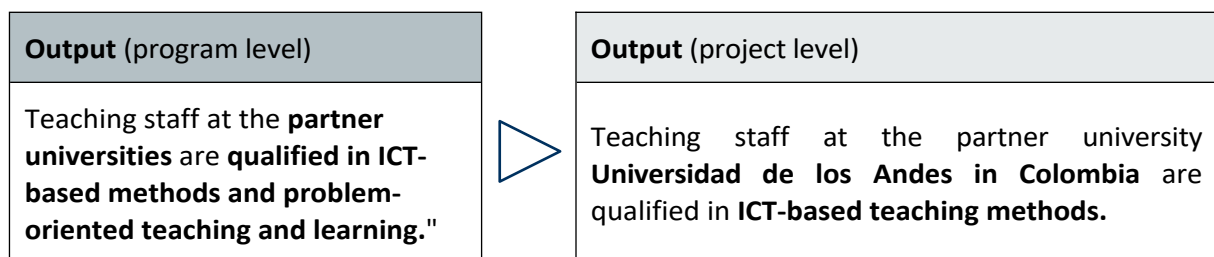 Output (program level)
Teaching staff at the partner
universities are qualified in ICT-
based methods and problem-
oriented teaching and learning."
Output (project level)
Teaching staff at the partner university
Universidad de los Andes in Colombia are
qualified in ICT-based teaching methods.